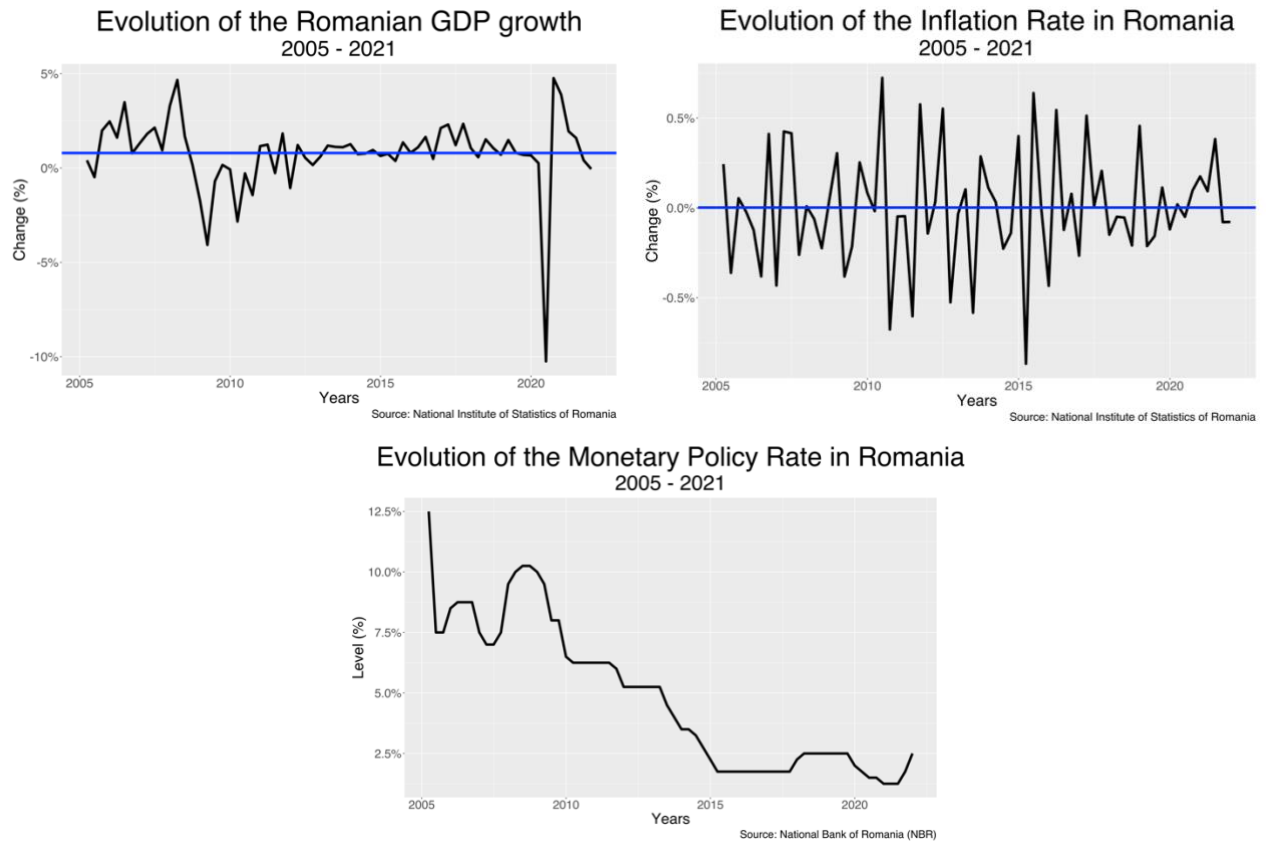 Evolution of the Romanian GDP growth
2005 - 2021
5%
0%
-5%
-10%
Change (%)
2005
2010
2015
2020
Years
Source: National Institute of Statistics of Romania
Evolution of the Inflation Rate in Romania
2005 - 2021
0.5%
0.0%
-0.5%
Change (%)
2005
2010
2015
2020
Years
Source: National Institute of Statistics of Romania
Evolution of the Monetary Policy Rate in Romania
2005 - 2021
12.5%
10.0%
7.5%
5.0%
2.5%
Level (%)
2005
2010
2015
2020
Years
Source: National Bank of Romania (NBR)